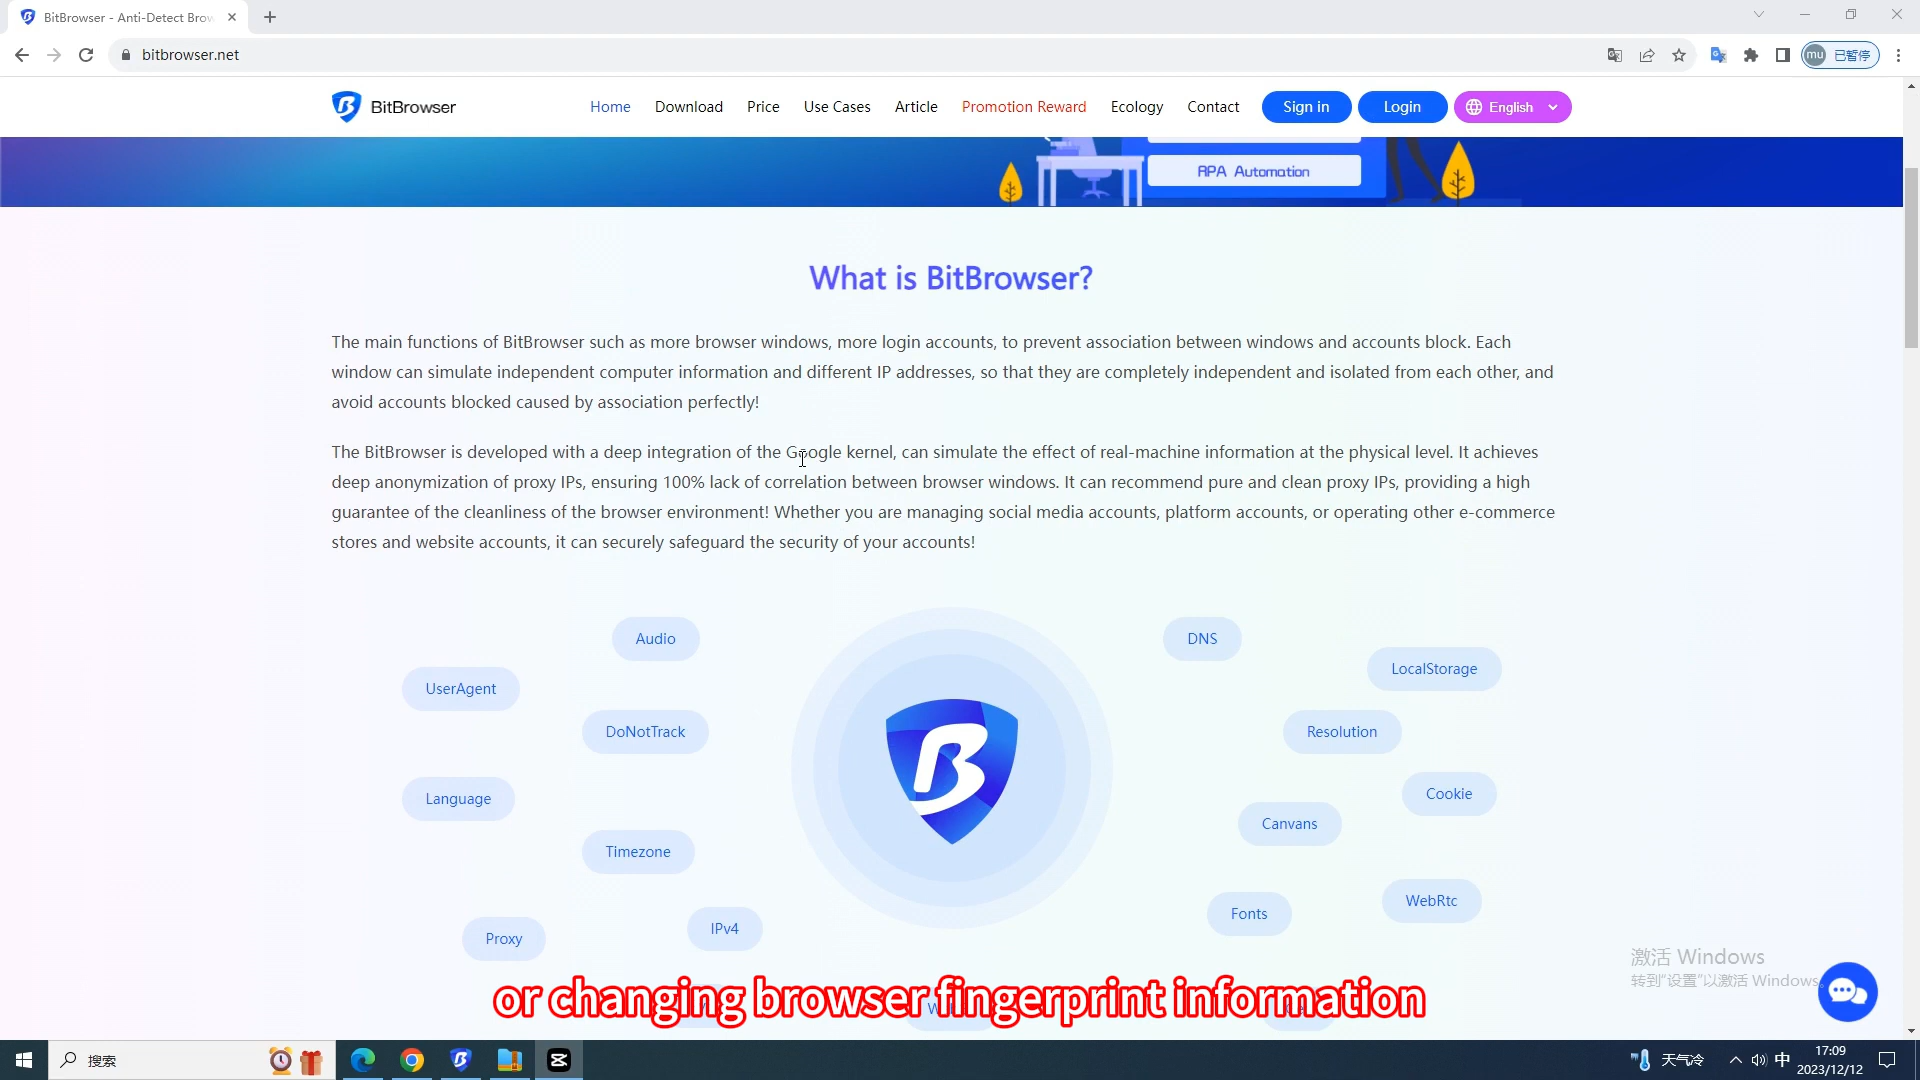 BitBrowser - Anti-Detect Brow
bitbrowser.net
mu 已暂停
BitBrowser Home Download Price Use Cases Article Promotion Reward Ecology Contact Sign in Login English
RPA Automation
What is BitBrowser?
The main functions of BitBrowser such as more browser windows, more login accounts, to prevent association between windows and accounts block. Each
window can simulate independent computer information and different IP addresses, so that they are completely independent and isolated from each other, and
avoid accounts blocked caused by association perfectly!
The BitBrowser is developed with a deep integration of the Google kernel, can simulate the effect of real-machine information at the physical level. It achieves
deep anonymization of proxy IPs, ensuring 100% lack of correlation between browser windows. It can recommend pure and clean proxy IPs, providing a high
guarantee of the cleanliness of the browser environment! Whether you are managing social media accounts, platform accounts, or operating other e-commerce
stores and website accounts, it can securely safeguard the security of your accounts!
Audio
DNS
LocalStorage
UserAgent
DoNotTrack
Resolution
Language
Cookie
Canvans
Timezone
WebRtc
Fonts
IPv4
Proxy
激活 Windows
转到"设置"以激活 Windows。
or changing browser fingerprint information
搜索
天气冷
中
17:09
2023/12/12